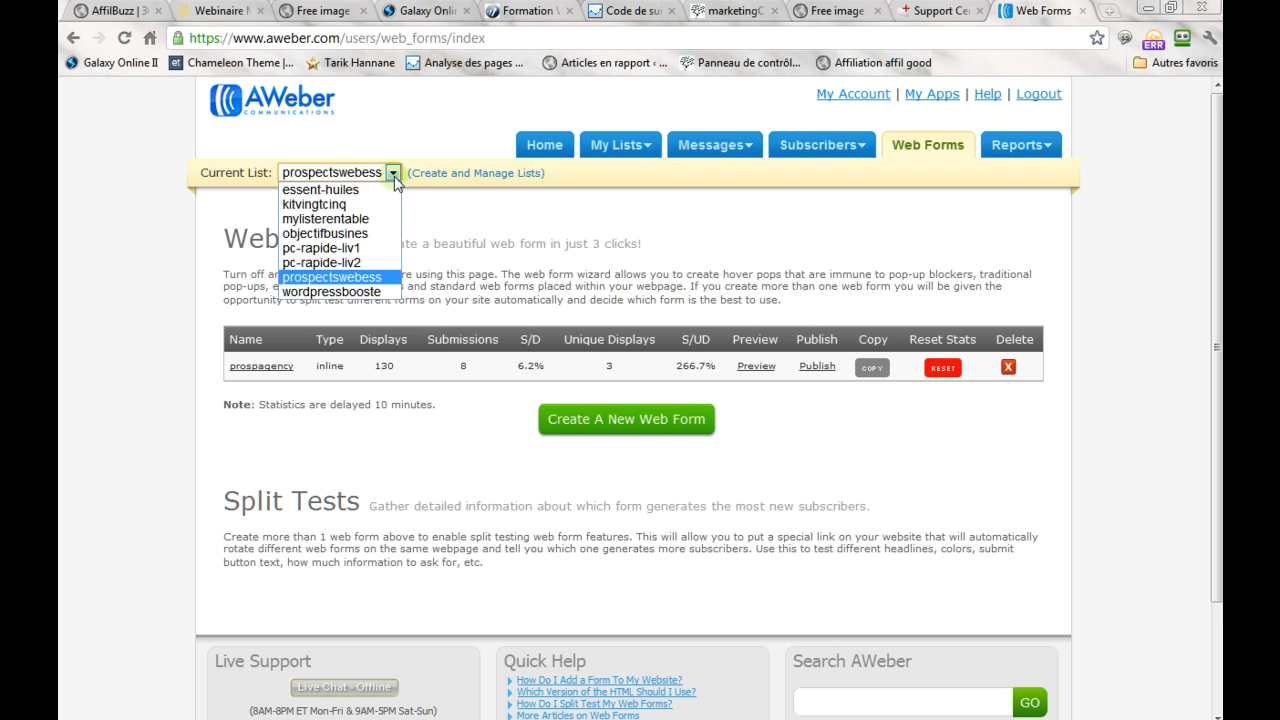 AffilBuzz | 3(
Webinaire
Free image
Galaxy Onli
Formation
Code de sui
marketingC
Free image
Support Ce
Web Forms
https://www.aweber.com/users/web_forms/index
ERR
Galaxy Online II
Chameleon Theme |...
Tarik Hannane
Analyse des pages ...
Articles en rapport ‹ ...
Panneau de contrôl...
Affiliation affil good
Autres favoris
AWeber
COMMUNICATIONS
My Account | My Apps | Help | Logout
Home
My Lists
Messages
Subscribers
Web Forms
Reports
Current List: prospectswebess (Create and Manage Lists)
essent-huiles
kitvingtcinq
mylisterentable
objectifbusines
pc-rapide-liv1
pc-rapide-liv2
prospectswebess
wordpressbooste
Web
te a beautiful web form in just 3 clicks!
Turn off an re using this page. The web form wizard allows you to create hover pops that are immune to pop-up blockers, traditional
pop-ups, e s and standard web forms placed within your webpage. If you create more than one web form you will be given the
opportunity to split test different forms on your site automatically and decide which form is the best to use.
Name Type Displays Submissions S/D Unique Displays S/UD Preview Publish Copy Reset Stats Delete
prospagency inline 130 8 6.2% 3 266.7% Preview Publish COPY RESET X
Note: Statistics are delayed 10 minutes.
Create A New Web Form
Split Tests Gather detailed information about which form generates the most new subscribers.
Create more than 1 web form above to enable split testing web form features. This will allow you to put a special link on your website that will automatically
rotate different web forms on the same webpage and tell you which one generates more subscribers. Use this to test different headlines, colors, submit
button text, how much information to ask for, etc.
Live Support
Live Chat - Offline
(8AM-8PM ET Mon-Fri & 9AM-5PM Sat-Sun)
Quick Help
How Do I Add a Form To My Website?
Which Version of the HTML Should I Use?
How Do I Split Test My Web Forms?
More Articles on Web Forms
Search AWeber
GO